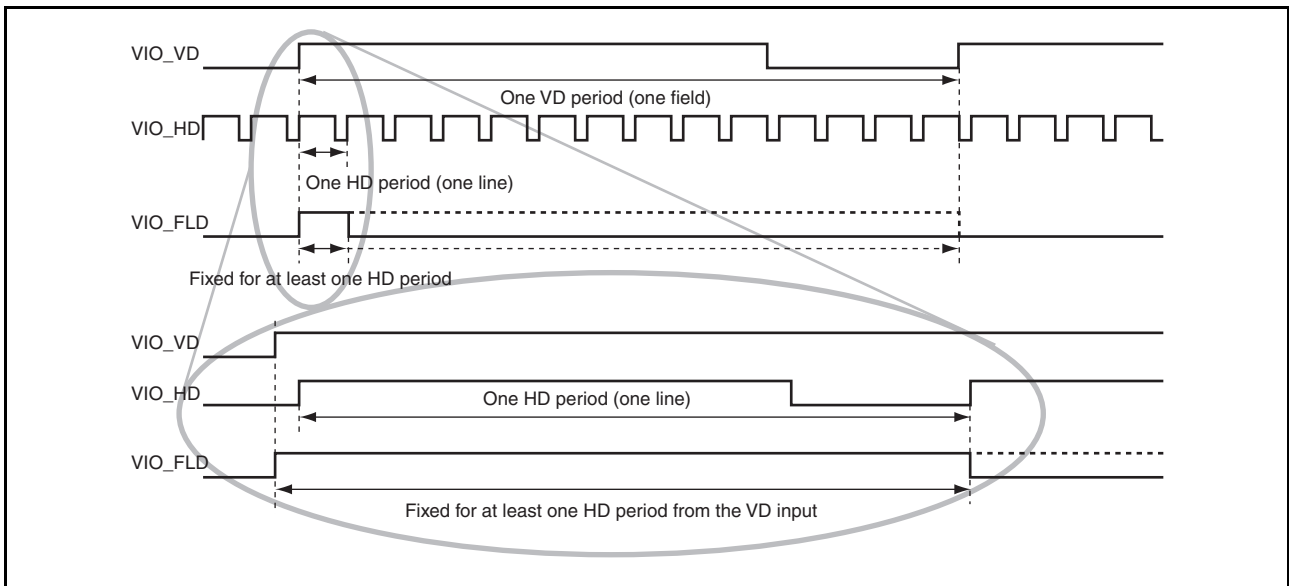 VIO_VD
One VD period (one field)
VIO_HD
One HD period (one line)
VIO_FLD
Fixed for at least one HD period
VIO_VD
VIO_HD
One HD period (one line)
VIO_FLD
Fixed for at least one HD period from the VD input